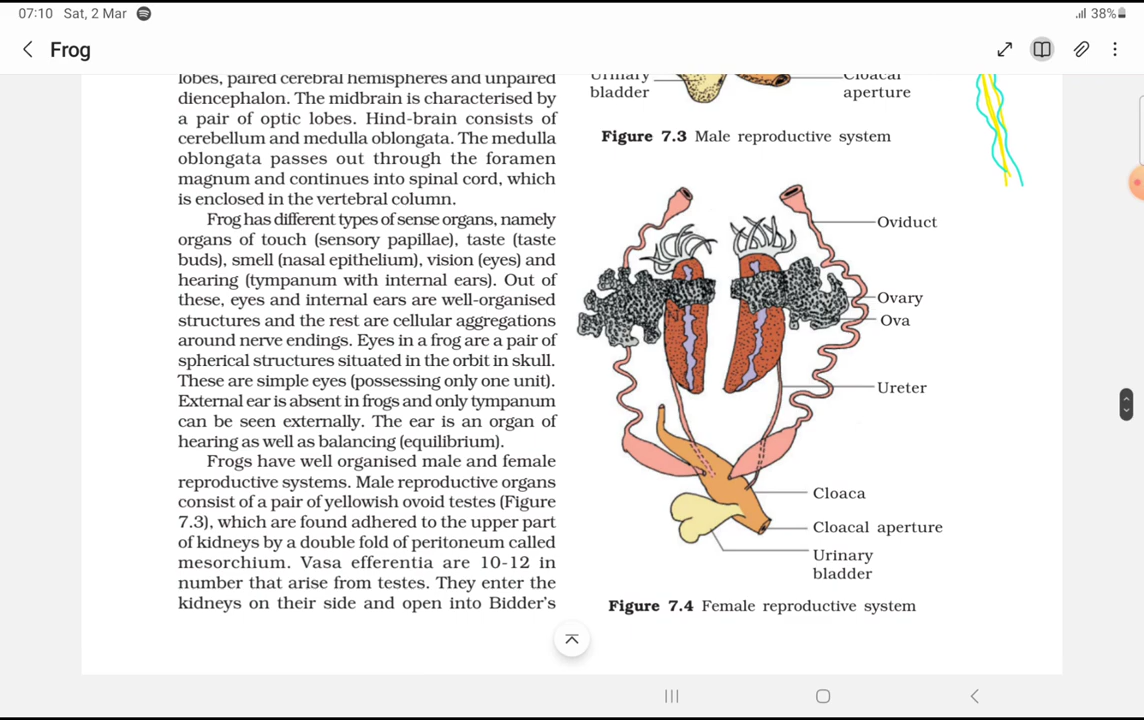 07:10 Sat, 2 Mar
38%
Frog
lobes, paired cerebral hemispheres and unpaired
diencephalon. The midbrain is characterised by
a pair of optic lobes. Hind-brain consists of
cerebellum and medulla oblongata. The medulla
oblongata passes out through the foramen
magnum and continues into spinal cord, which
is enclosed in the vertebral column.
Frog has different types of sense organs, namely
organs of touch (sensory papillae), taste (taste
buds), smell (nasal epithelium), vision (eyes) and
hearing (tympanum with internal ears). Out of
these, eyes and internal ears are well-organised
structures and the rest are cellular aggregations
around nerve endings. Eyes in a frog are a pair of
spherical structures situated in the orbit in skull.
These are simple eyes (possessing only one unit).
External ear is absent in frogs and only tympanum
can be seen externally. The ear is an organ of
hearing as well as balancing (equilibrium).
Frogs have well organised male and female
reproductive systems. Male reproductive organs
consist of a pair of yellowish ovoid testes (Figure
7.3), which are found adhered to the upper part
of kidneys by a double fold of peritoneum called
mesorchium. Vasa efferentia are 10-12 in
number that arise from testes. They enter the
kidneys on their side and open into Bidder's
Urinary
bladder
Cloacal
aperture
Figure 7.3 Male reproductive system
Oviduct
Ovary
Ova
Ureter
Cloaca
Cloacal aperture
Urinary
bladder
Figure 7.4 Female reproductive system